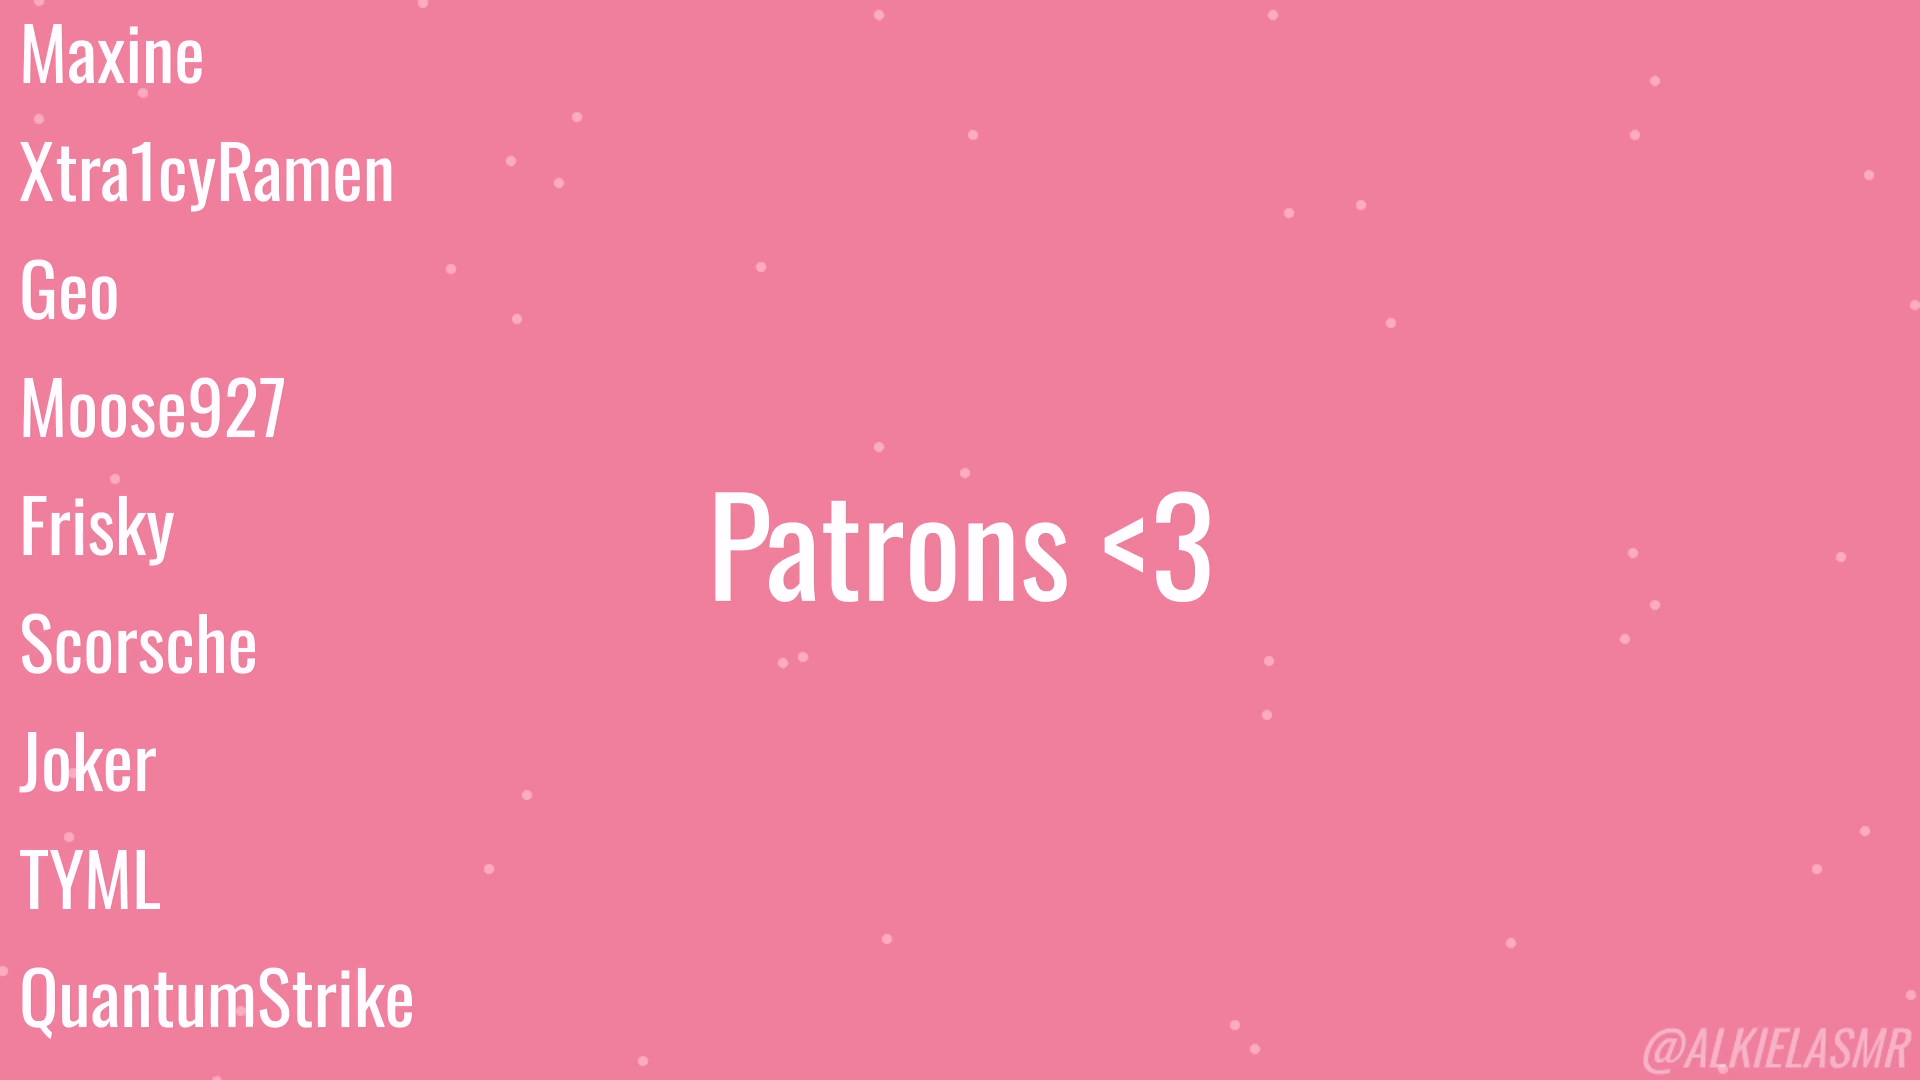 Maxine
Xtra1cyRamen
Geo
Moose927
Frisky
Scorsche
Joker
TYML
QuantumStrike
Patrons <3
@ALKIELASMR